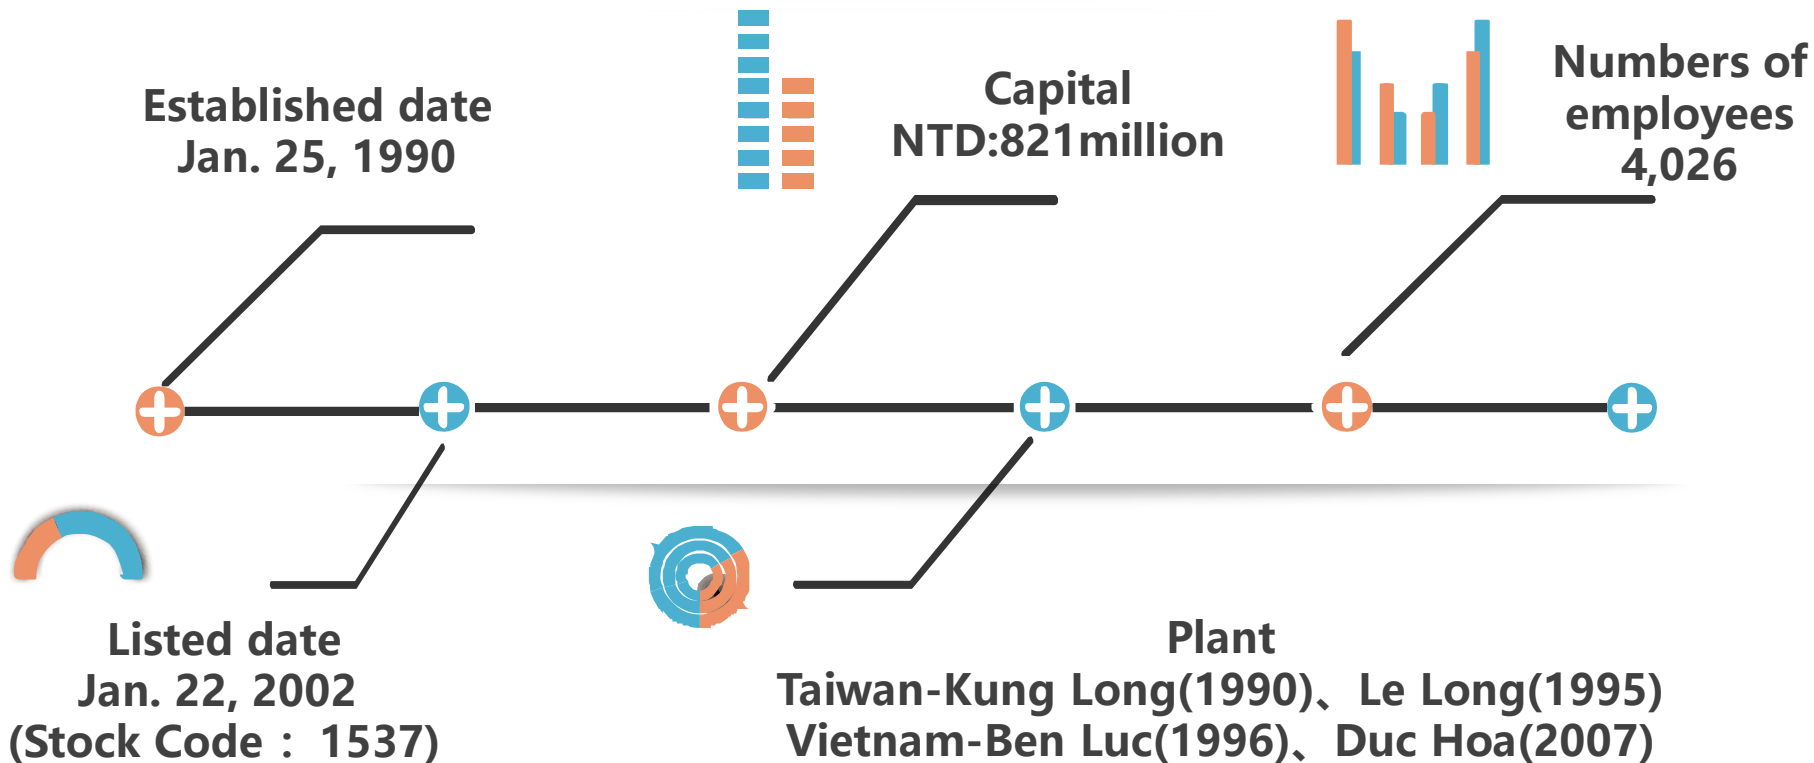 Established date
Jan. 25, 1990
Capital
NTD:821million
Numbers of
employees
4,026
Listed date
Jan. 22, 2002
(Stock Code： 1537)
Plant
Taiwan-Kung Long(1990)、Le Long(1995)
Vietnam-Ben Luc(1996)、Duc Hoa(2007)